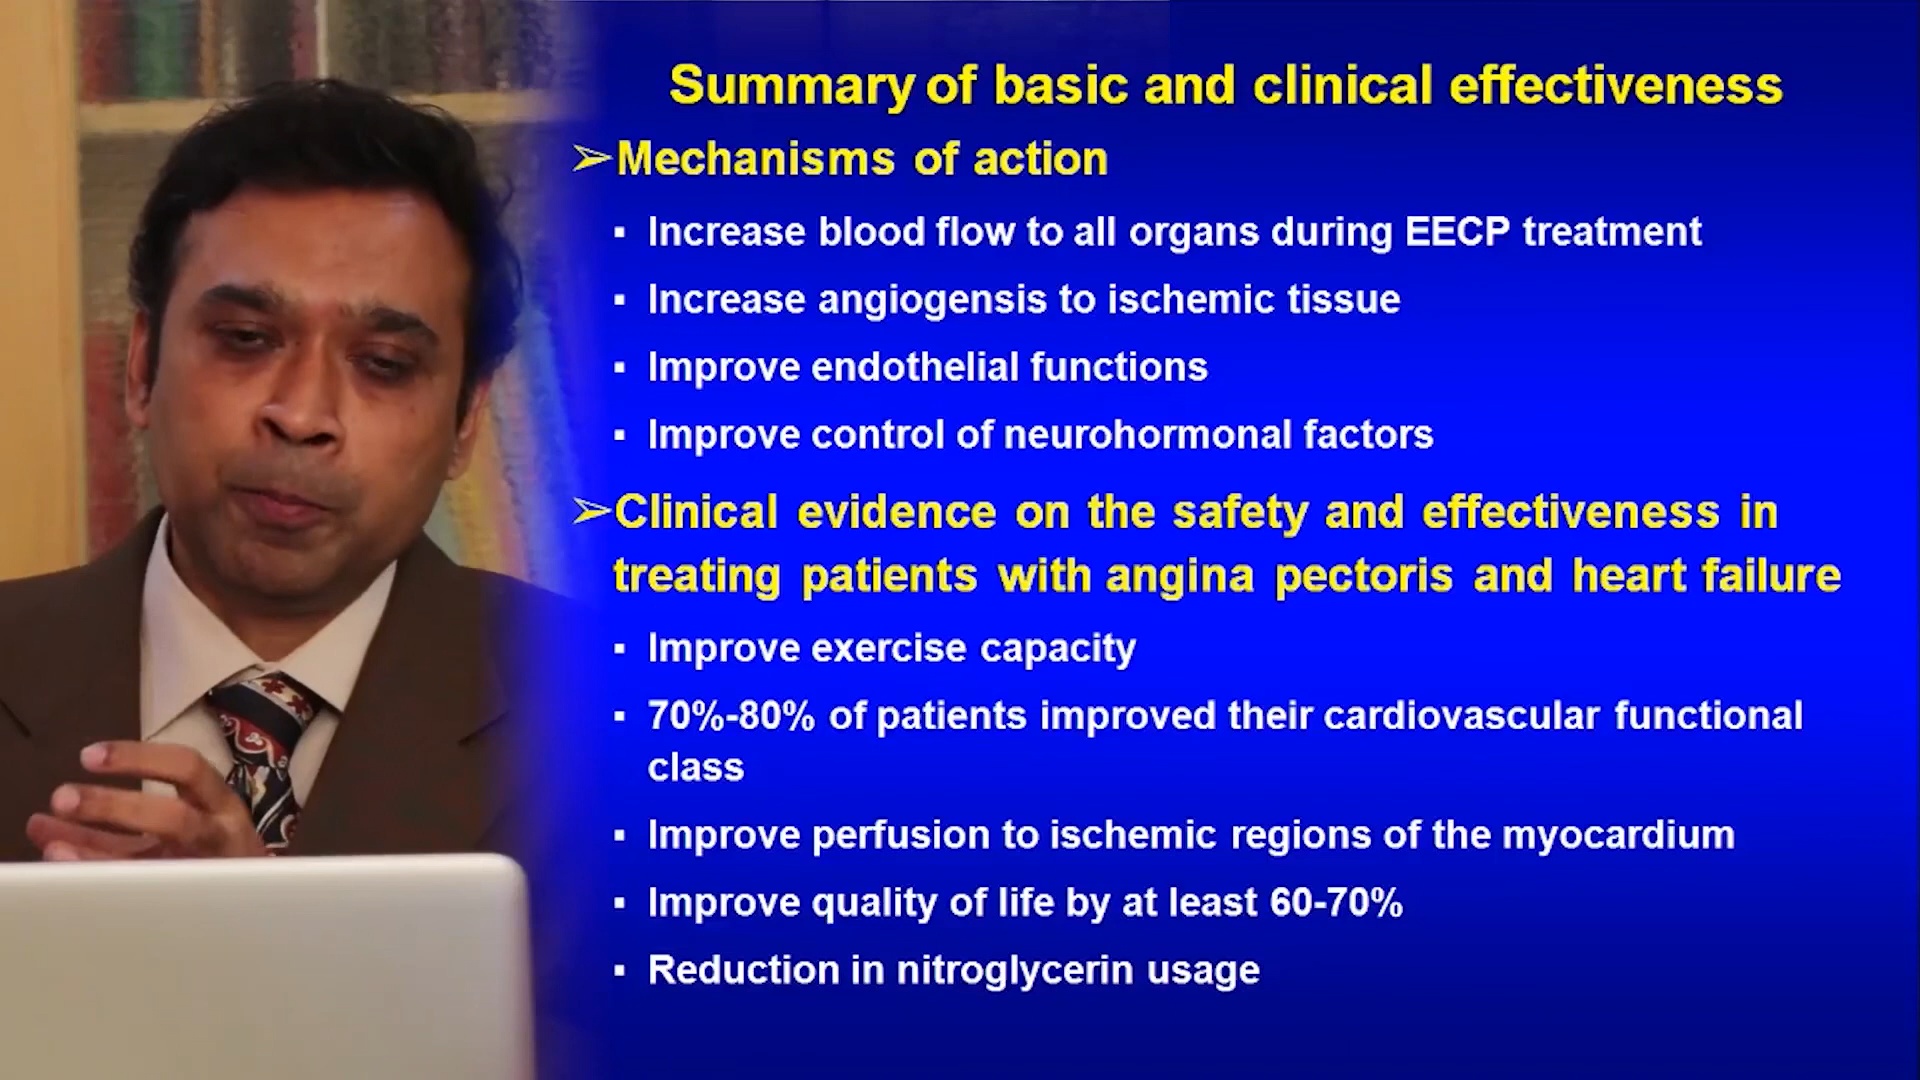 Summary of basic and clinical effectiveness
➢Mechanisms of action
▪ Increase blood flow to all organs during EECP treatment
▪ Increase angiogensis to ischemic tissue
▪ Improve endothelial functions
▪ Improve control of neurohormonal factors
➢Clinical evidence on the safety and effectiveness in
treating patients with angina pectoris and heart failure
▪ Improve exercise capacity
▪ 70%-80% of patients improved their cardiovascular functional
class
▪ Improve perfusion to ischemic regions of the myocardium
▪ Improve quality of life by at least 60-70%
▪ Reduction in nitroglycerin usage